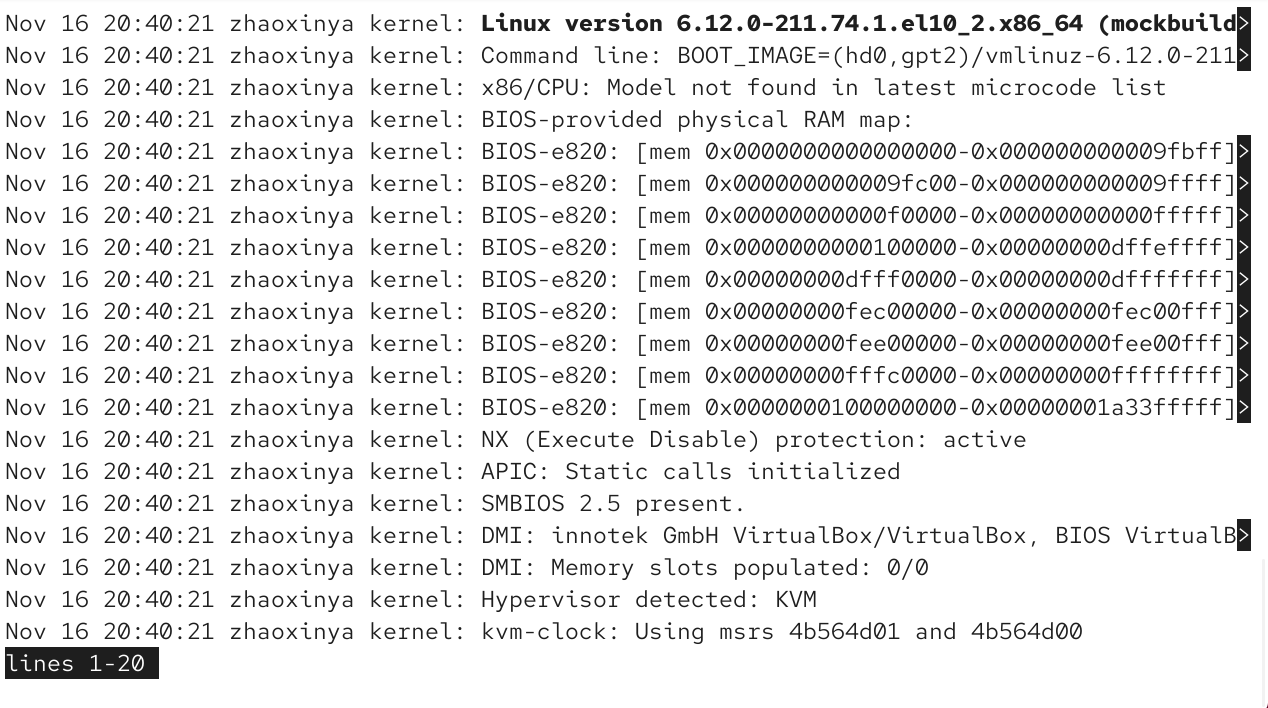 Nov 16 20:40:21 zhaoxinya kernel: Linux version 6.12.0-211.74.1.el10_2.x86_64 (mockbuild>
Nov 16 20:40:21 zhaoxinya kernel: Command line: BOOT_IMAGE=(hd0,gpt2)/vmlinuz-6.12.0-211>
Nov 16 20:40:21 zhaoxinya kernel: x86/CPU: Model not found in latest microcode list
Nov 16 20:40:21 zhaoxinya kernel: BIOS-provided physical RAM map:
Nov 16 20:40:21 zhaoxinya kernel: BIOS-e820: [mem 0x0000000000000000-0x000000000009fbff]>
Nov 16 20:40:21 zhaoxinya kernel: BIOS-e820: [mem 0x000000000009fc00-0x000000000009ffff]>
Nov 16 20:40:21 zhaoxinya kernel: BIOS-e820: [mem 0x00000000000f0000-0x00000000000fffff]>
Nov 16 20:40:21 zhaoxinya kernel: BIOS-e820: [mem 0x0000000000100000-0x00000000dffeffff]>
Nov 16 20:40:21 zhaoxinya kernel: BIOS-e820: [mem 0x00000000dfff0000-0x00000000dfffffff]>
Nov 16 20:40:21 zhaoxinya kernel: BIOS-e820: [mem 0x00000000fec00000-0x00000000fec00fff]>
Nov 16 20:40:21 zhaoxinya kernel: BIOS-e820: [mem 0x00000000fee00000-0x00000000fee00fff]>
Nov 16 20:40:21 zhaoxinya kernel: BIOS-e820: [mem 0x00000000fffc0000-0x00000000ffffffff]>
Nov 16 20:40:21 zhaoxinya kernel: BIOS-e820: [mem 0x0000000100000000-0x00000001a33fffff]>
Nov 16 20:40:21 zhaoxinya kernel: NX (Execute Disable) protection: active
Nov 16 20:40:21 zhaoxinya kernel: APIC: Static calls initialized
Nov 16 20:40:21 zhaoxinya kernel: SMBIOS 2.5 present.
Nov 16 20:40:21 zhaoxinya kernel: DMI: innotek GmbH VirtualBox/VirtualBox, BIOS VirtualB>
Nov 16 20:40:21 zhaoxinya kernel: DMI: Memory slots populated: 0/0
Nov 16 20:40:21 zhaoxinya kernel: Hypervisor detected: KVM
Nov 16 20:40:21 zhaoxinya kernel: kvm-clock: Using msrs 4b564d01 and 4b564d00
lines 1-20